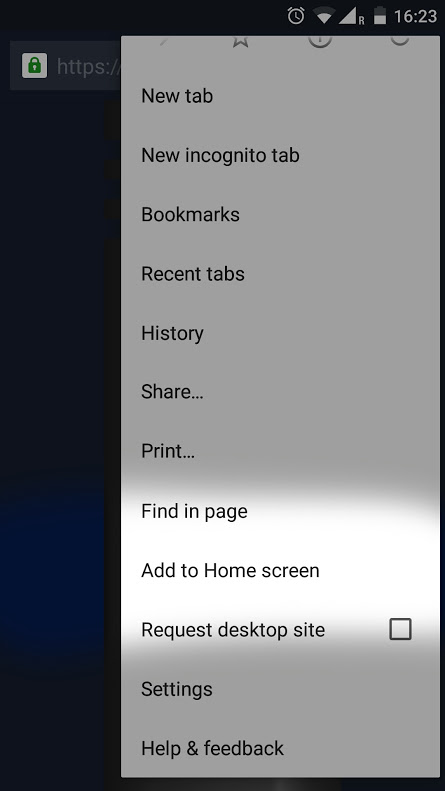 R 16:23
https://
New tab
New incognito tab
Bookmarks
Recent tabs
History
Share...
Print...
Find in page
Add to Home screen
Request desktop site
Settings
Help & feedback